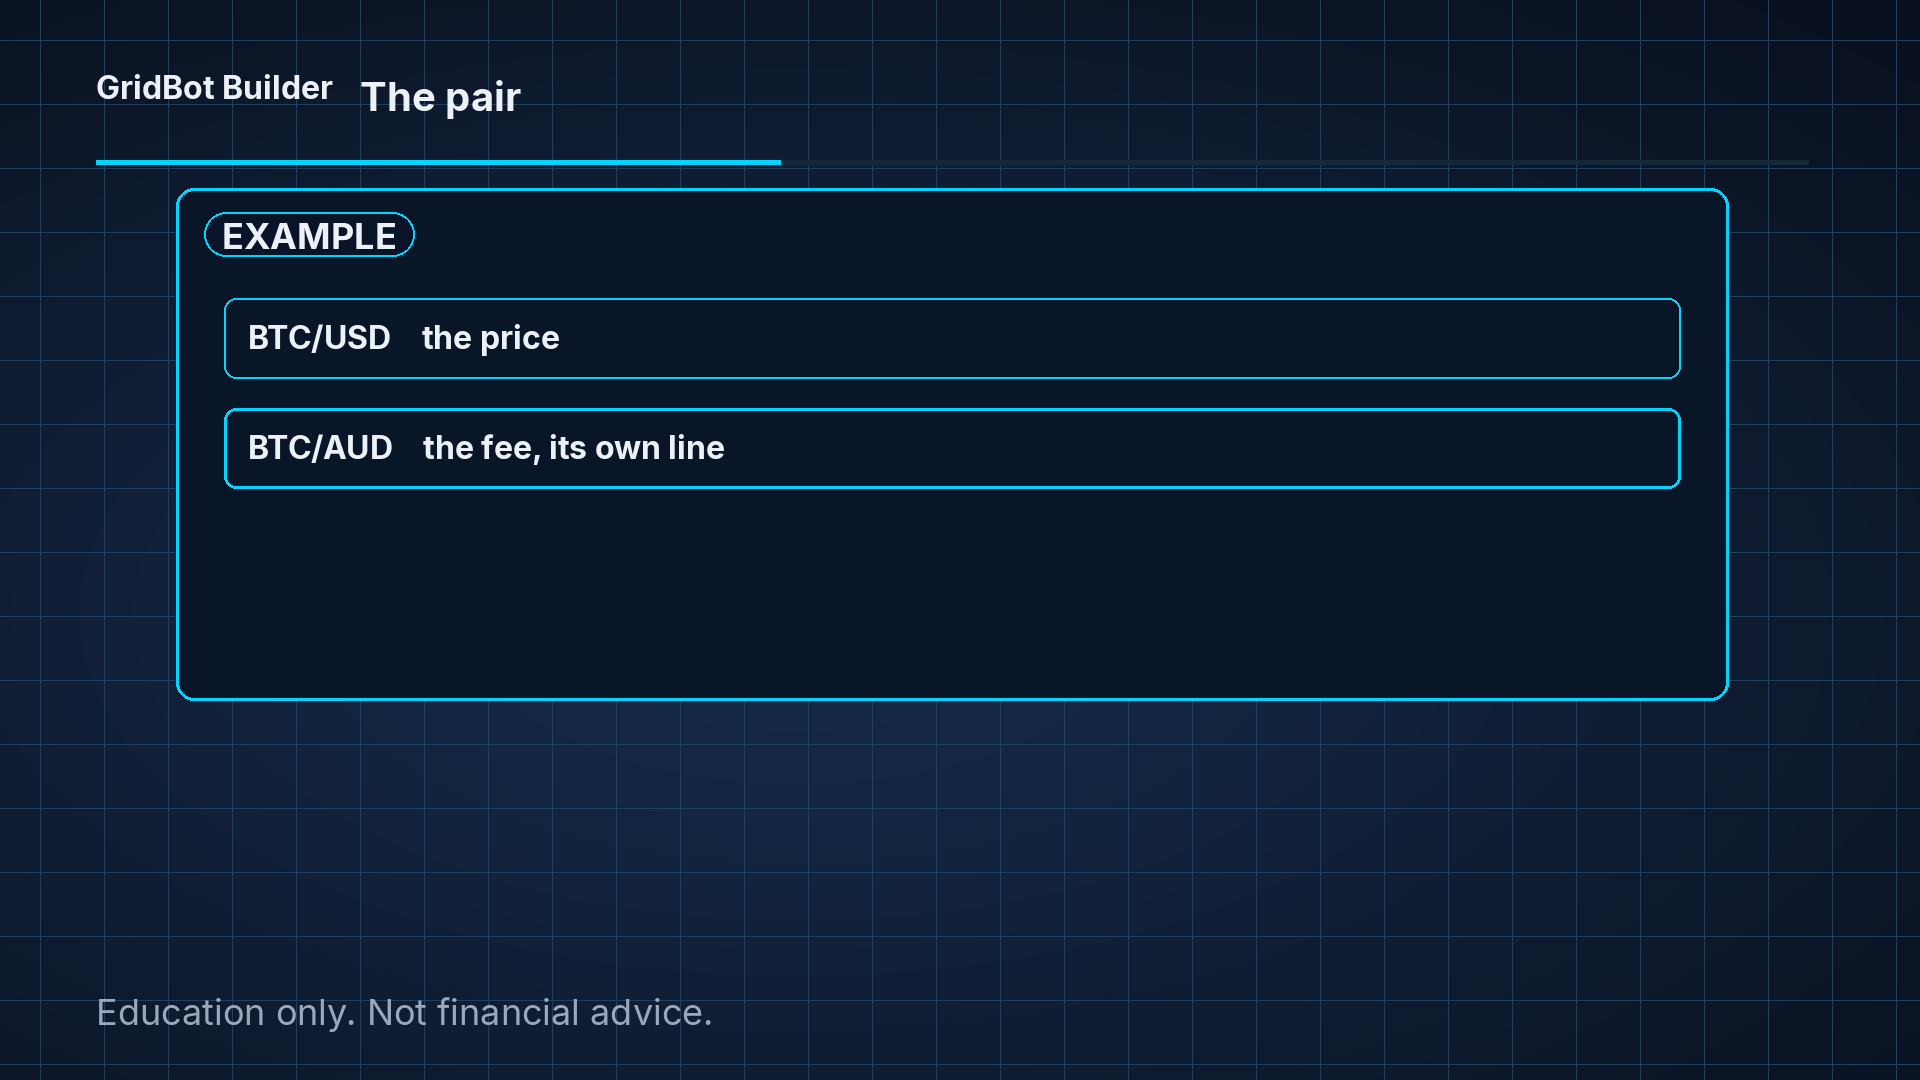 GridBot Builder The pair
EXAMPLE
BTC/USD the price
BTC/AUD the fee, its own line
Education only. Not financial advice.